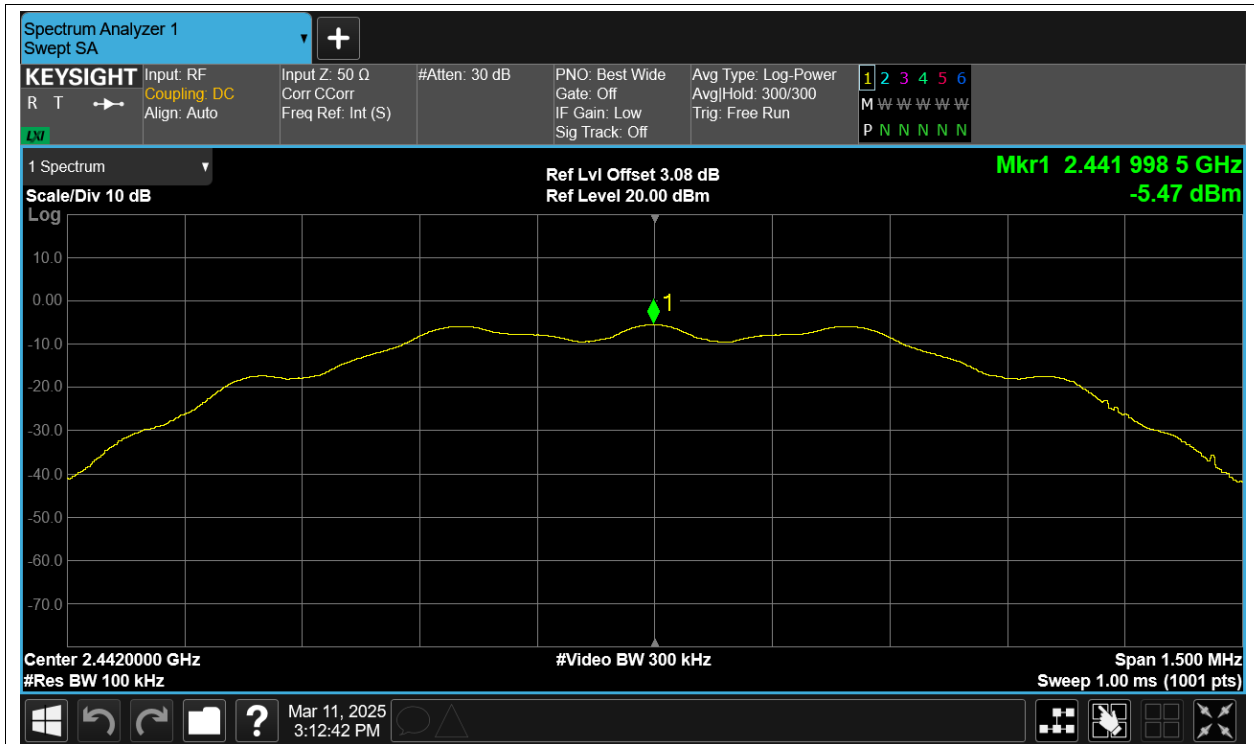 Spectrum Analyzer 1
Swept SA
KEYSIGHT
R T
LXI
Input: RF
Coupling: DC
Align: Auto
Input Z: 50 Ω
Corr CCorr
Freq Ref: Int (S)
#Atten: 30 dB
PNO: Best Wide
Gate: Off
IF Gain: Low
Sig Track: Off
Avg Type: Log-Power
Avg|Hold: 300/300
Trig: Free Run
1 2 3 4 5 6
M W W W W W
P N N N N N
1 Spectrum
Scale/Div 10 dB
Log
Ref Lvl Offset 3.08 dB
Ref Level 20.00 dBm
Mkr1 2.441 998 5 GHz
-5.47 dBm
10.0
0.00
-10.0
-20.0
-30.0
-40.0
-50.0
-60.0
-70.0
1
Center 2.4420000 GHz
#Res BW 100 kHz
#Video BW 300 kHz
Span 1.500 MHz
Sweep 1.00 ms (1001 pts)
?
Mar 11, 2025
3:12:42 PM